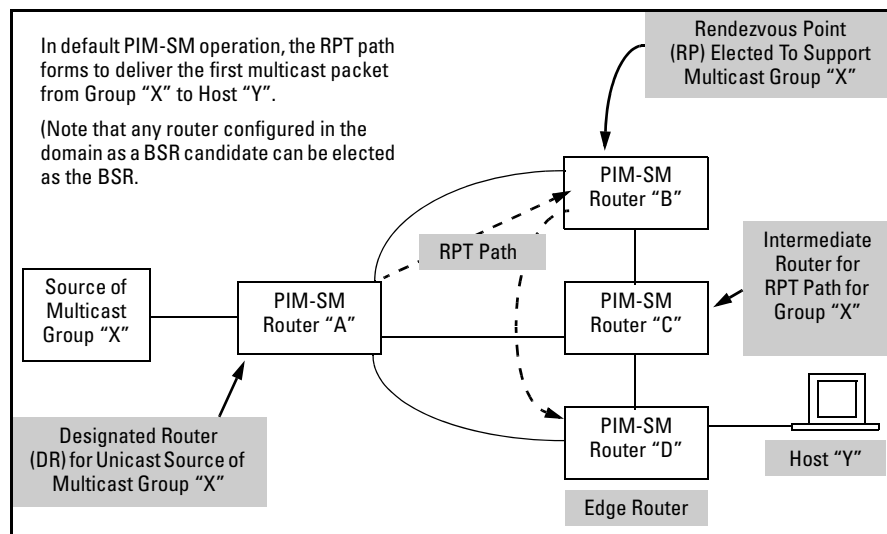 In default PIM-SM operation, the RPT path
forms to deliver the first multicast packet
from Group “X” to Host “Y”.
(Note that any router configured in the
domain as a BSR candidate can be elected
as the BSR.
Rendezvous Point
(RP) Elected To Support
Multicast Group “X”
PIM-SM
Router “B”
RPT Path
Intermediate
Router for
RPT Path for
Group “X”
Source of
Multicast
Group “X”
PIM-SM
Router “A”
PIM-SM
Router “C”
Designated Router
(DR) for Unicast Source of
Multicast Group “X”
PIM-SM
Router “D”
Host “Y”
Edge Router